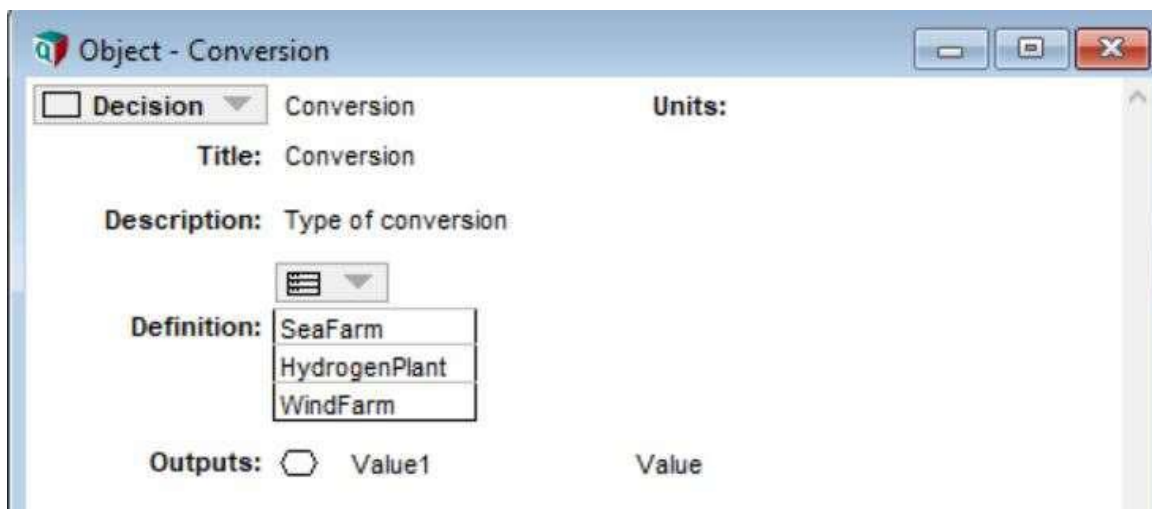 Object - Conversion
Decision Conversion Units:
Title: Conversion
Description: Type of conversion
Definition: SeaFarm
HydrogenPlant
WindFarm
Outputs: Value1 Value